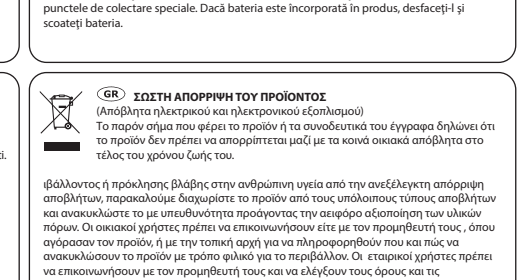 punctele de colectare speciale. Dacă bateria este încorporată în produs, desfaceţi-l şi
scoateţi bateria.
ci.
GR ΣΩΣΤΗ ΑΠΟΡΡΙΨΗ ΤΟΥ ΠΡΟΪΟΝΤΟΣ
(Απόβλητα ηλεκτρικού και ηλεκτρονικού εξοπλισμού)
Το παρόν σήμα που φέρει το προϊόν ή τα συνοδευτικά του έγγραφα δηλώνει ότι
το προϊόν δεν πρέπει να απορρίπτεται μαζί με τα κοινά οικιακά απόβλητα στο
τέλος του χρόνου ζωής του.
ιβάλλοντος ή πρόκλησης βλάβης στην ανθρώπινη υγεία από την ανεξέλεγκτη απόρριψη
αποβλήτων, παρακαλούμε διαχωρίστε το προϊόν από τους υπόλοιπους τύπους αποβλήτων
και ανακυκλώστε το με υπευθυνότητα προάγοντας την αειφόρο αξιοποίηση των υλικών
πόρων. Οι οικιακοί χρήστες πρέπει να επικοινωνήσουν είτε με τον προμηθευτή τους , όπου
αγόρασαν τον προϊόν, ή με την τοπική αρχή για να πληροφορηθούν που και πώς να
ανακυκλώσουν το προϊόν με τρόπο φιλικό για το περιβάλλον. Οι  εταιρικοί χρήστες πρέπει
να επικοινωνήσουν με τον προμηθευτή τους και να ελέγξουν τους όρους και τις